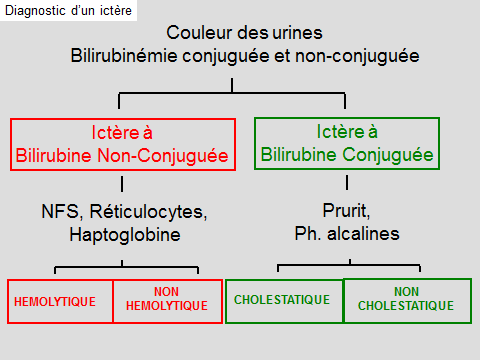 Diagnostic d'un ictère
Couleur des urines
Bilirubinémie conjuguée et non-conjuguée
Ictère à
Bilirubine Non-Conjuguée
Ictère à
Bilirubine Conjuguée
NFS, Réticulocytes,
Haptoglobine
Prurit,
Ph. alcalines
HEMOLYTIQUE
NON
HEMOLYTIQUE
CHOLESTATIQUE
NON
CHOLESTATIQUE